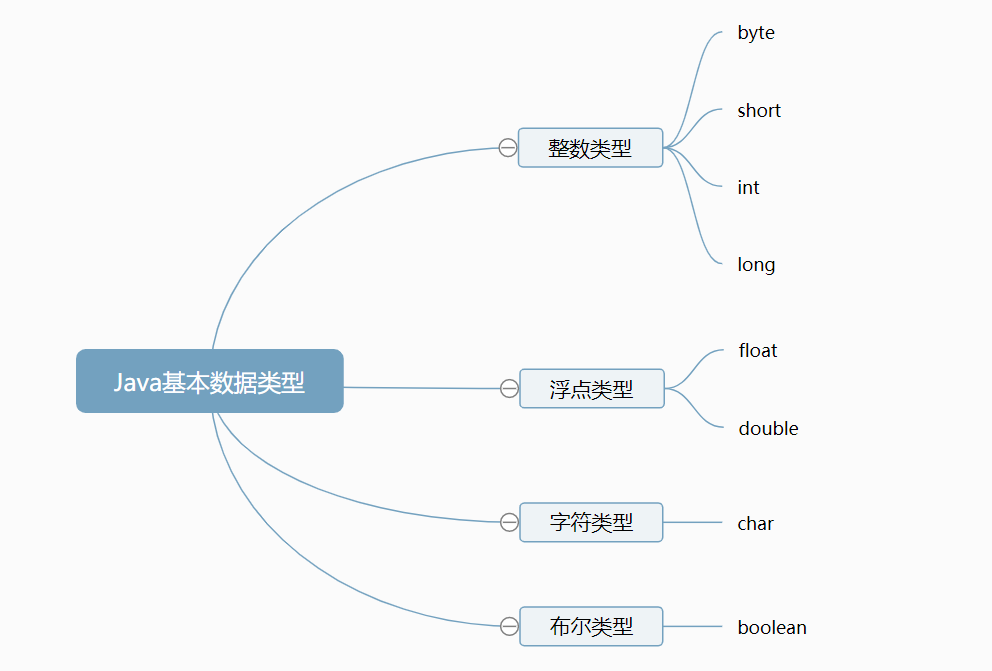 Java基本数据类型
整数类型
byte
short
int
long
浮点类型
float
double
字符类型
char
布尔类型
boolean